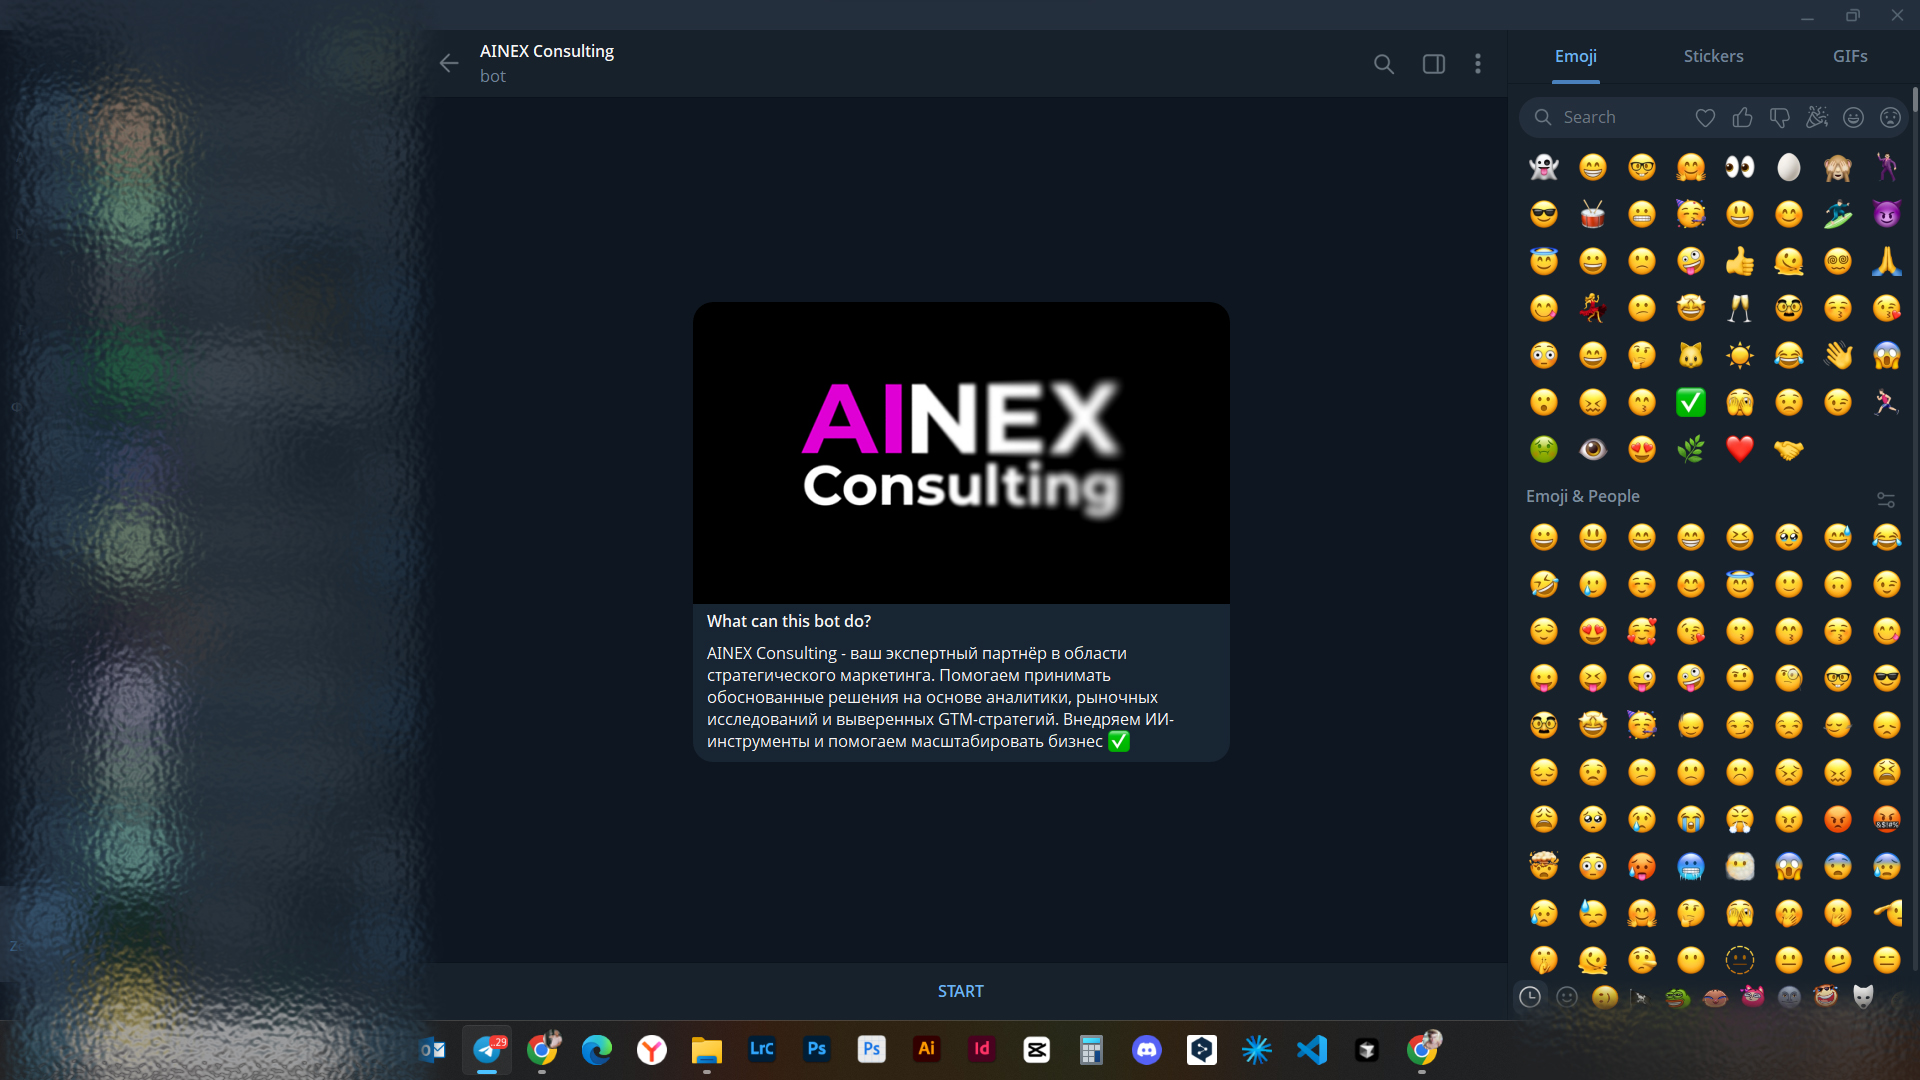 AINEX Consulting
bot
Emoji
Stickers
GIFs
Search
AINEX
Consulting
What can this bot do?
AINEX Consulting - ваш экспертный партнёр в области
стратегического маркетинга. Помогаем принимать
обоснованные решения на основе аналитики, рыночных
исследований и выверенных GTM-стратегий. Внедряем ИИ-
инструменты и помогаем масштабировать бизнес ✅
Emoji & People
START
..29
LrC
Ps
Ps
Ai
Id